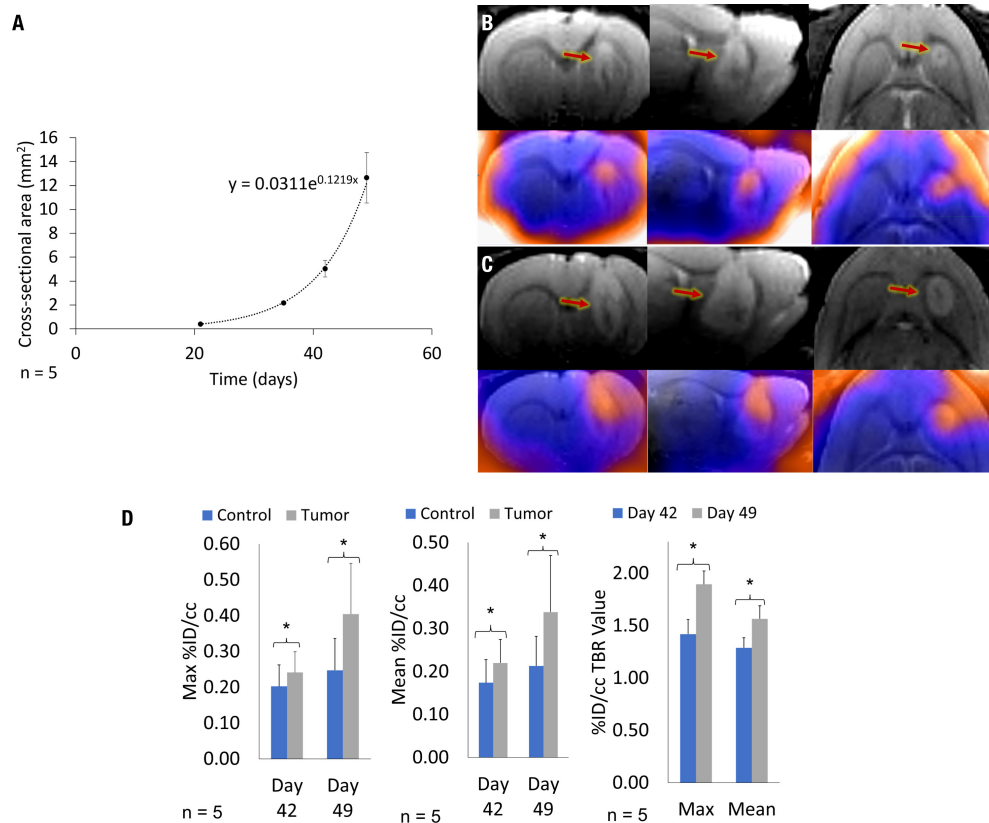 A
Cross-sectional area (mm²)
16
14
12
10
8
6
4
2
0
y = 0.0311e^0.1219x
0
20
40
60
n = 5
Time (days)
B
C
D
Control
Tumor
Max %ID/cc
0.60
0.50
0.40
0.30
0.20
0.10
0.00
*
*
Day
42
Day
49
n = 5
Control
Tumor
Mean %ID/cc
0.50
0.40
0.30
0.20
0.10
0.00
*
*
Day
42
Day
49
n = 5
Day 42
Day 49
%ID/cc TBR Value
2.00
1.50
1.00
0.50
0.00
*
*
Max
Mean
n = 5